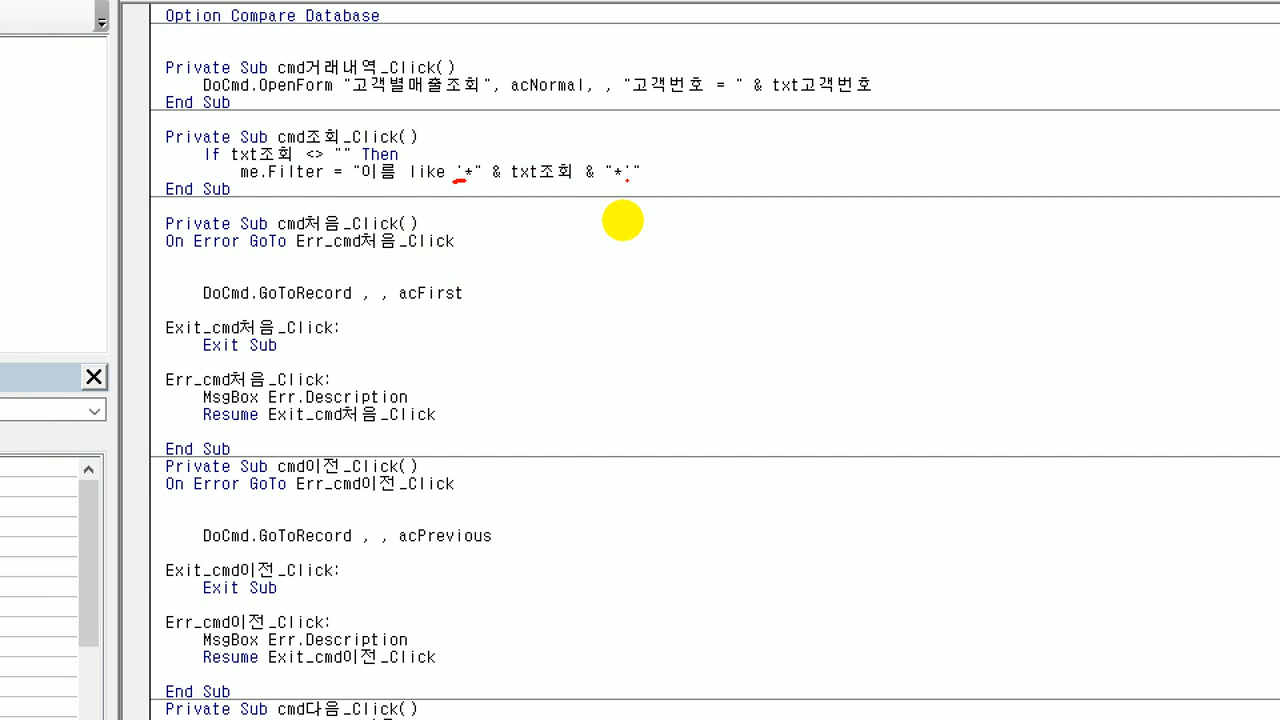 Option Compare Database
Private Sub cmd거래내역_Click()
DoCmd.OpenForm "고객별매출조회", acNormal, , "고객번호 = " & txt고객번호
End Sub
Private Sub cmd조회_Click()
If txt조회 <> "" Then
me.Filter = "이름 like '*" & txt조회 & "*'"
End Sub
Private Sub cmd처음_Click()
On Error GoTo Err_cmd처음_Click
DoCmd.GoToRecord , , acFirst
Exit_cmd처음_Click:
Exit Sub
Err_cmd처음_Click:
MsgBox Err.Description
Resume Exit_cmd처음_Click
End Sub
Private Sub cmd이전_Click()
On Error GoTo Err_cmd이전_Click
DoCmd.GoToRecord , , acPrevious
Exit_cmd이전_Click:
Exit Sub
Err_cmd이전_Click:
MsgBox Err.Description
Resume Exit_cmd이전_Click
End Sub
Private Sub cmd다음_Click()